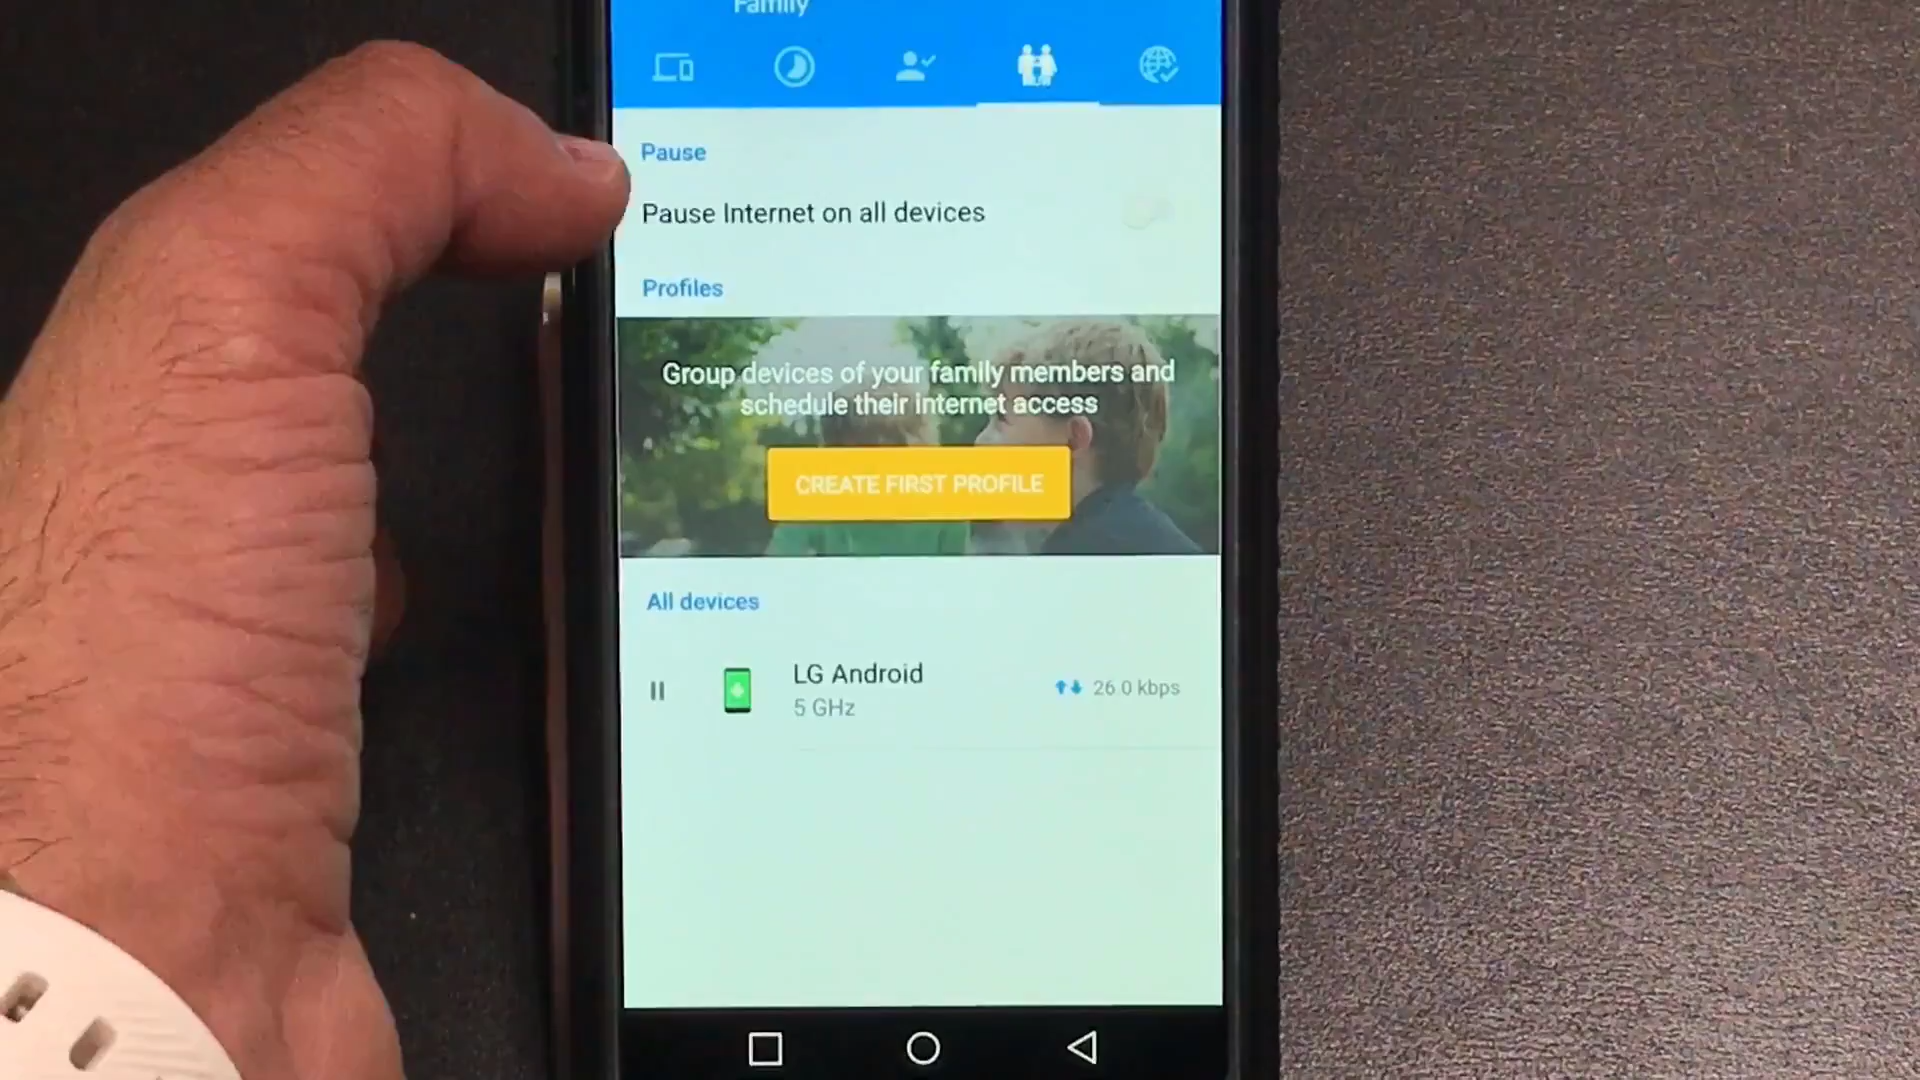 Family
Pause
Pause Internet on all devices
Profiles
Group devices of your family members and
schedule their internet access
CREATE FIRST PROFILE
All devices
LG Android
26.0 kbps
5 GHz